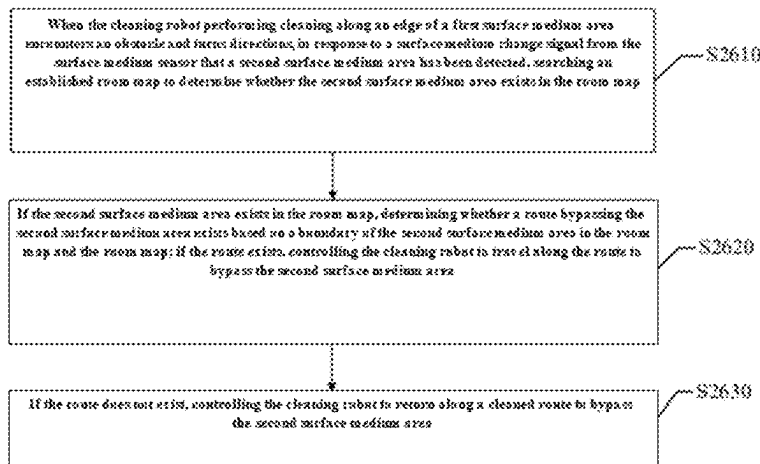 When the cleaning robot performing cleaning along an edge of a first surface medium area
encounters an obstacle and turns directions, in response to a surface medium change signal from the
surface medium sensor that a second surface medium area has been detected, searching an
established room map to determine whether the second surface medium area exists in the room map
S2610
If the second surface medium area exists in the room map, determining whether a route bypassing the
second surface medium area exists based on a boundary of the second surface medium area in the room
map and the room map; if the route exists, controlling the cleaning robot to travel along the route to
bypass the second surface medium area
S2620
If the route does not exist, controlling the cleaning robot to return along a cleaned route to bypass
the second surface medium area
S2630